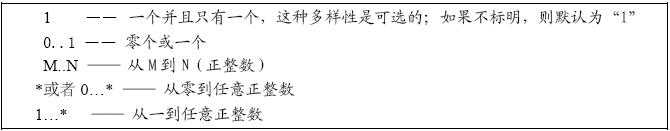 1 —— 一个并且只有一个，这种多样性是可选的；如果不标明，则默认为“1”
0..1 —— 零个或一个
M..N —— 从M到N（正整数）
*或者0…* —— 从零到任意正整数
1…* —— 从一到任意正整数